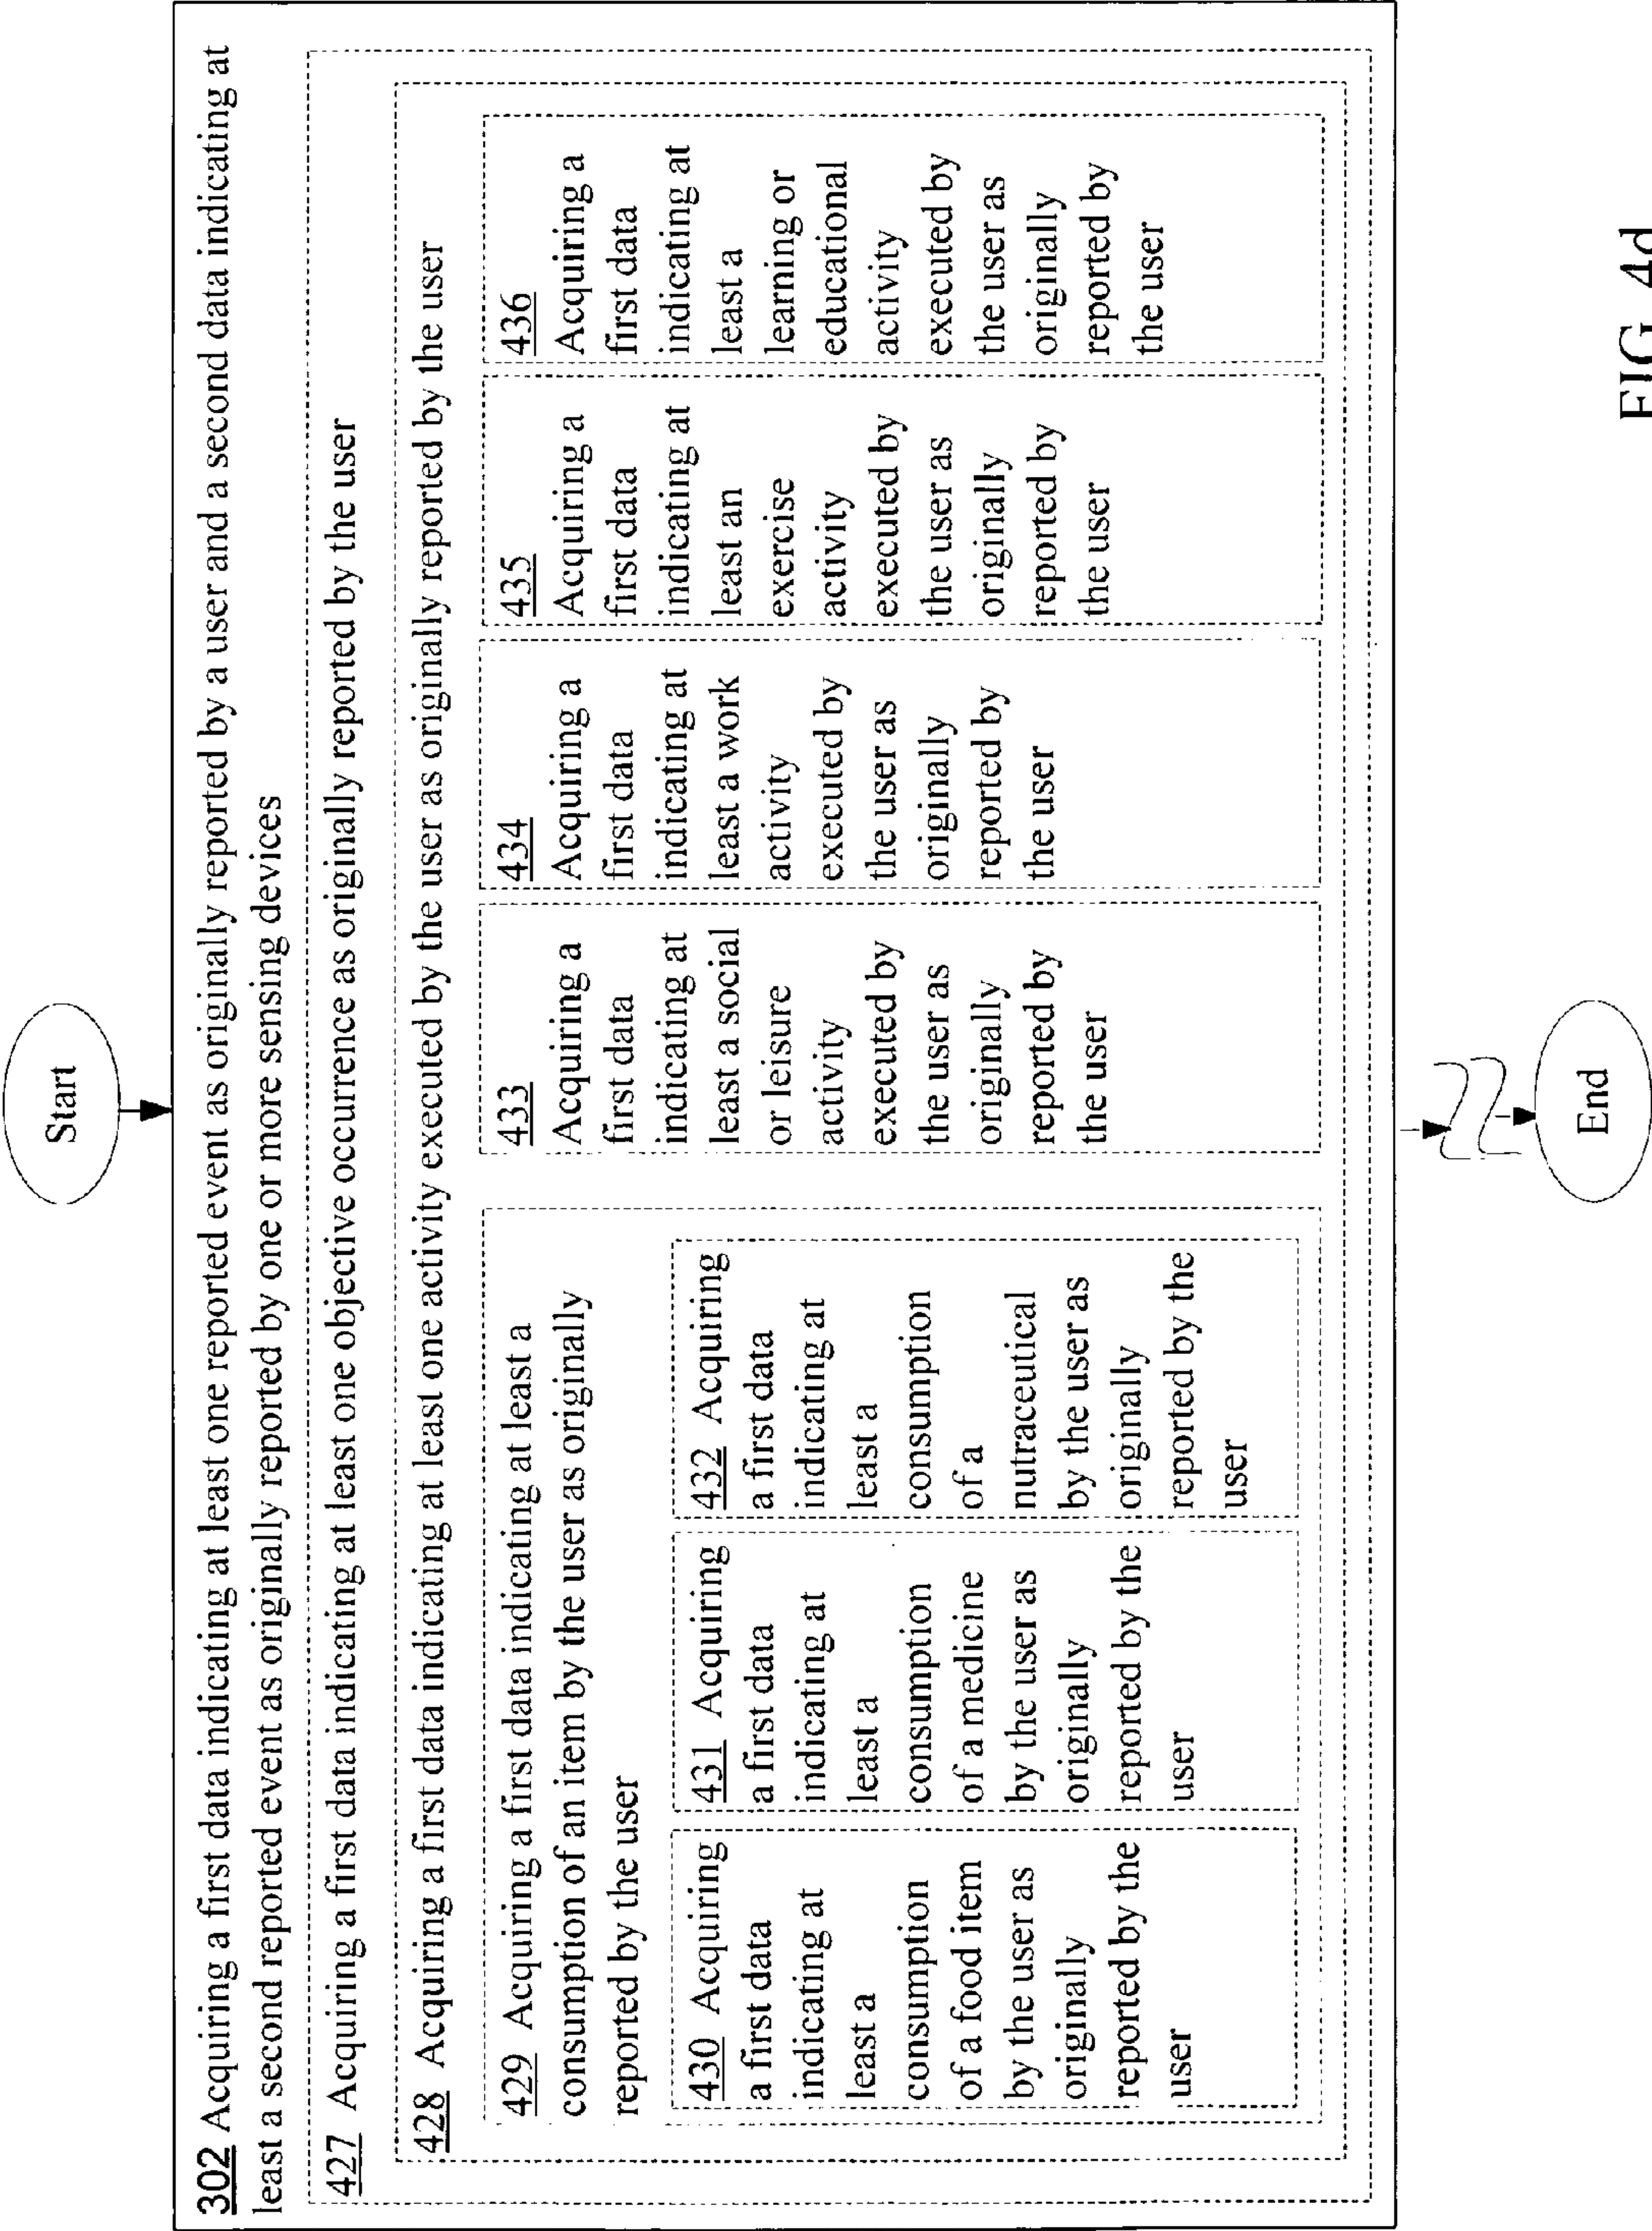 Start
302 Acquiring a first data indicating at least one reported event as originally reported by a user and a second data indicating at
least a second reported event as originally reported by one or more sensing devices
427 Acquiring a first data indicating at least one objective occurrence as originally reported by the user
428 Acquiring a first data indicating at least one activity executed by the user as originally reported by the user
429 Acquiring a first data indicating at least a
consumption of an item by the user as originally
reported by the user
430 Acquiring
a first data
indicating at
least a
consumption
of a food item
by the user as
originally
reported by the
user
431 Acquiring
a first data
indicating at
least a
consumption
of a medicine
by the user as
originally
reported by the
user
432 Acquiring
a first data
indicating at
least a
consumption
of a
nutraceutical
by the user as
originally
reported by the
user
433
Acquiring a
first data
indicating at
least a social
or leisure
activity
executed by
the user as
originally
reported by
the user
434
Acquiring a
first data
indicating at
least a work
activity
executed by
the user as
originally
reported by
the user
435
Acquiring a
first data
indicating at
least an
exercise
activity
executed by
the user as
originally
reported by
the user
436
Acquiring a
first data
indicating at
least a
learning or
educational
activity
executed by
the user as
originally
reported by
the user
End
FIG. 4d